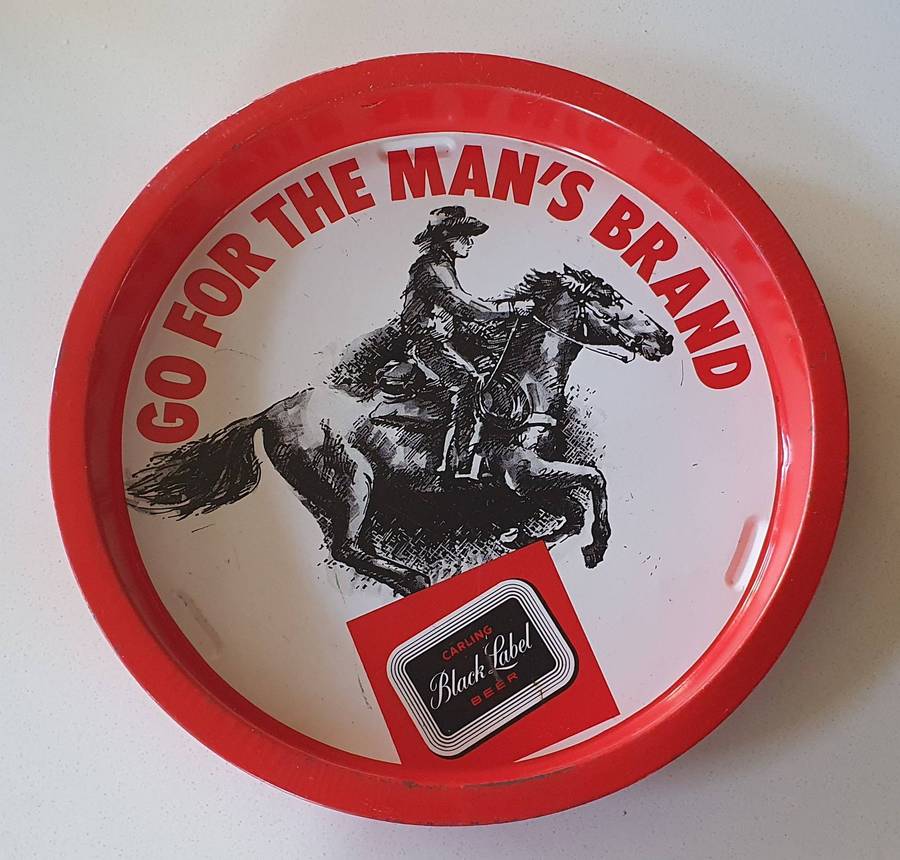 GO FOR THE MAN'S BRAND
CARLING
Black Label
BEER